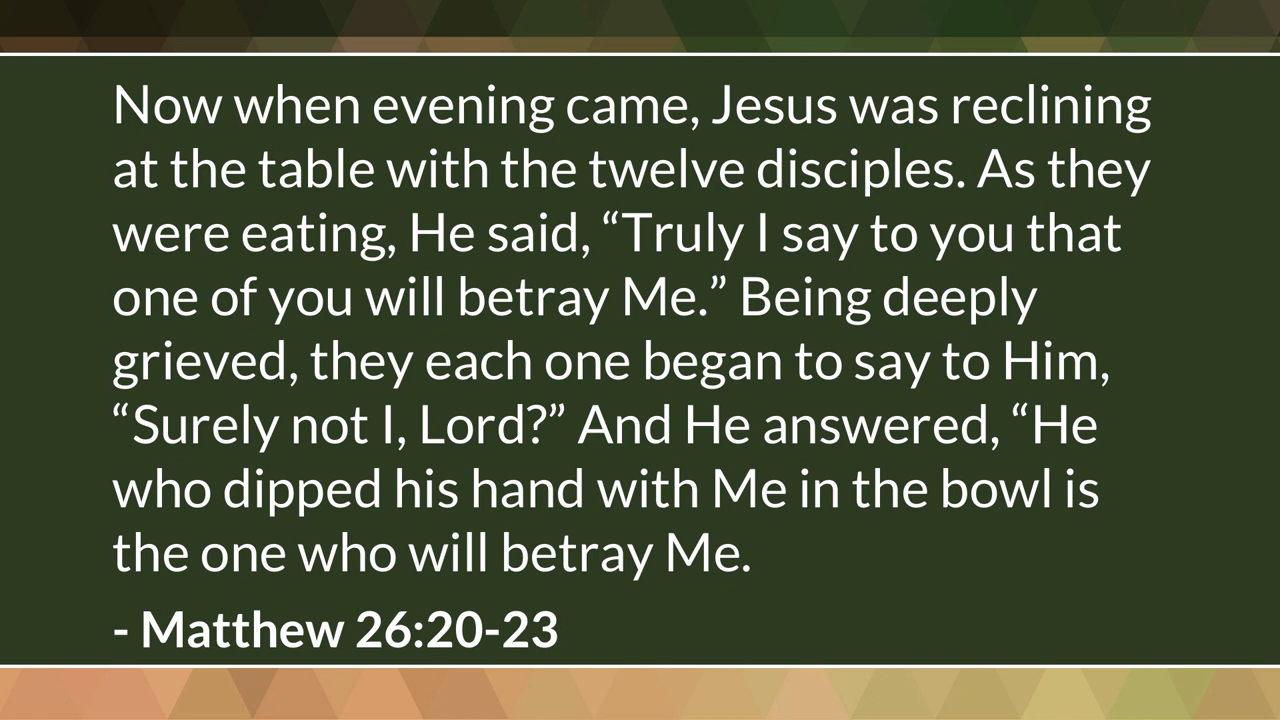 Now when evening came, Jesus was reclining
at the table with the twelve disciples. As they
were eating, He said, “Truly I say to you that
one of you will betray Me.” Being deeply
grieved, they each one began to say to Him,
“Surely not I, Lord?” And He answered, “He
who dipped his hand with Me in the bowl is
the one who will betray Me.
- Matthew 26:20-23